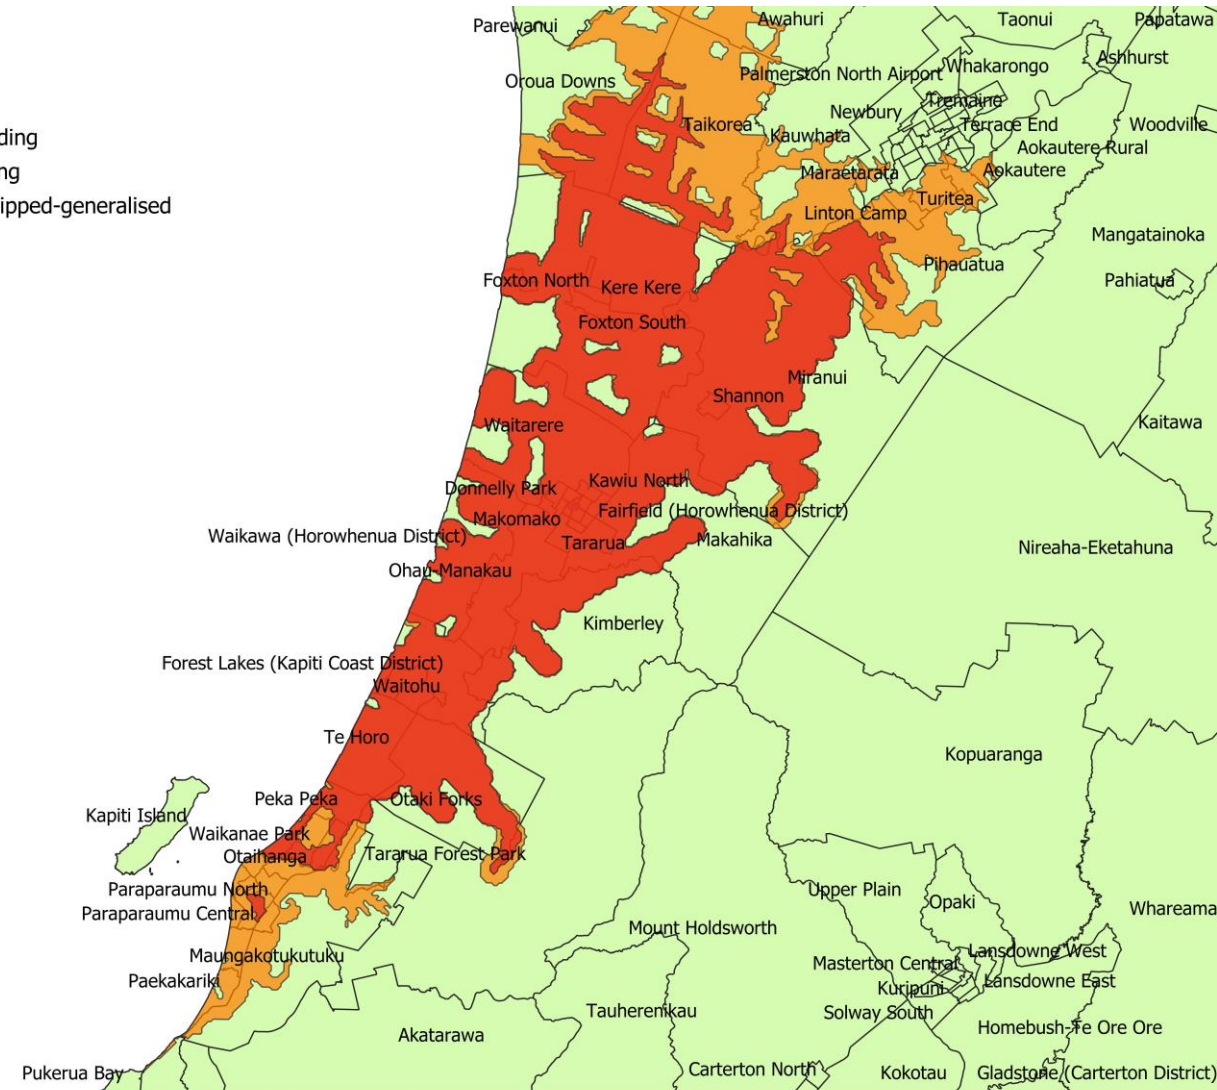 Parewanui
Awahuri
Taonui
Papatawa
Ashhurst
Oroua Downs
Palmerston North Airport
Whakarongo
Newbury
Tremaine
ding
Taikorea
Kauwhata
Terrace End
Woodville
Aokautere Rural
ng
Maraetarata
Aokautere
ipped-generalised
Turitea
Linton Camp
Mangatainoka
Pihauatua
Foxton North
Kere Kere
Pahiatua
Foxton South
Miranui
Shannon
Waitarere
Kaitawa
Donnelly Park
Kawiu North
Makomako
Fairfield (Horowhenua District)
Waikawa (Horowhenua District)
Tararua
Makahika
Nireaha-Eketahuna
Ohau-Manakau
Kimberley
Forest Lakes (Kapiti Coast District)
Waitohu
Te Horo
Kopuaranga
Peka Peka
Otaki Forks
Kapiti Island
Waikanae Park
Otaihanga
Tararua Forest Park
Paraparaumu North
Upper Plain
Opaki
Paraparaumu Central
Whareama
Mount Holdsworth
Maungakotukutuku
Lansdowne West
Masterton Central
Paekakariki
Kuripuni
Lansdowne East
Tauherenikau
Solway South
Akatarawa
Homebush-Te Ore Ore
Pukerua Bay
Carterton North
Kokotau
Gladstone (Carterton District)